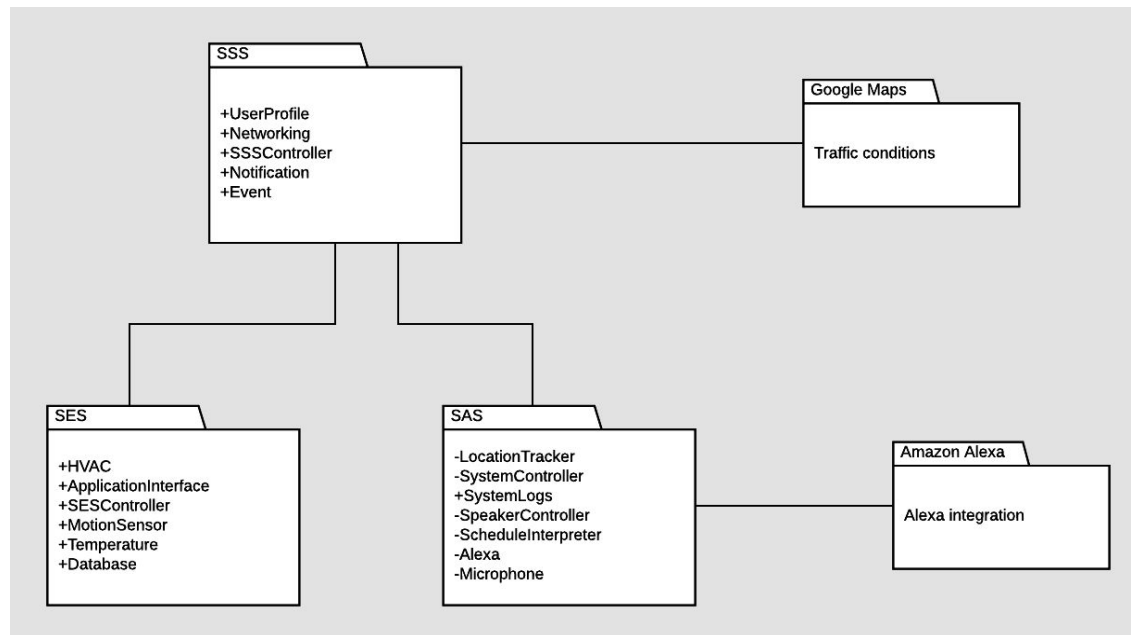 SSS
+UserProfile
+Networking
+SSSController
+Notification
+Event
Google Maps
Traffic conditions
SES
+HVAC
+ApplicationInterface
+SESController
+MotionSensor
+Temperature
+Database
SAS
-LocationTracker
-SystemController
+SystemLogs
-SpeakerController
-ScheduleInterpreter
-Alexa
-Microphone
Amazon Alexa
Alexa integration